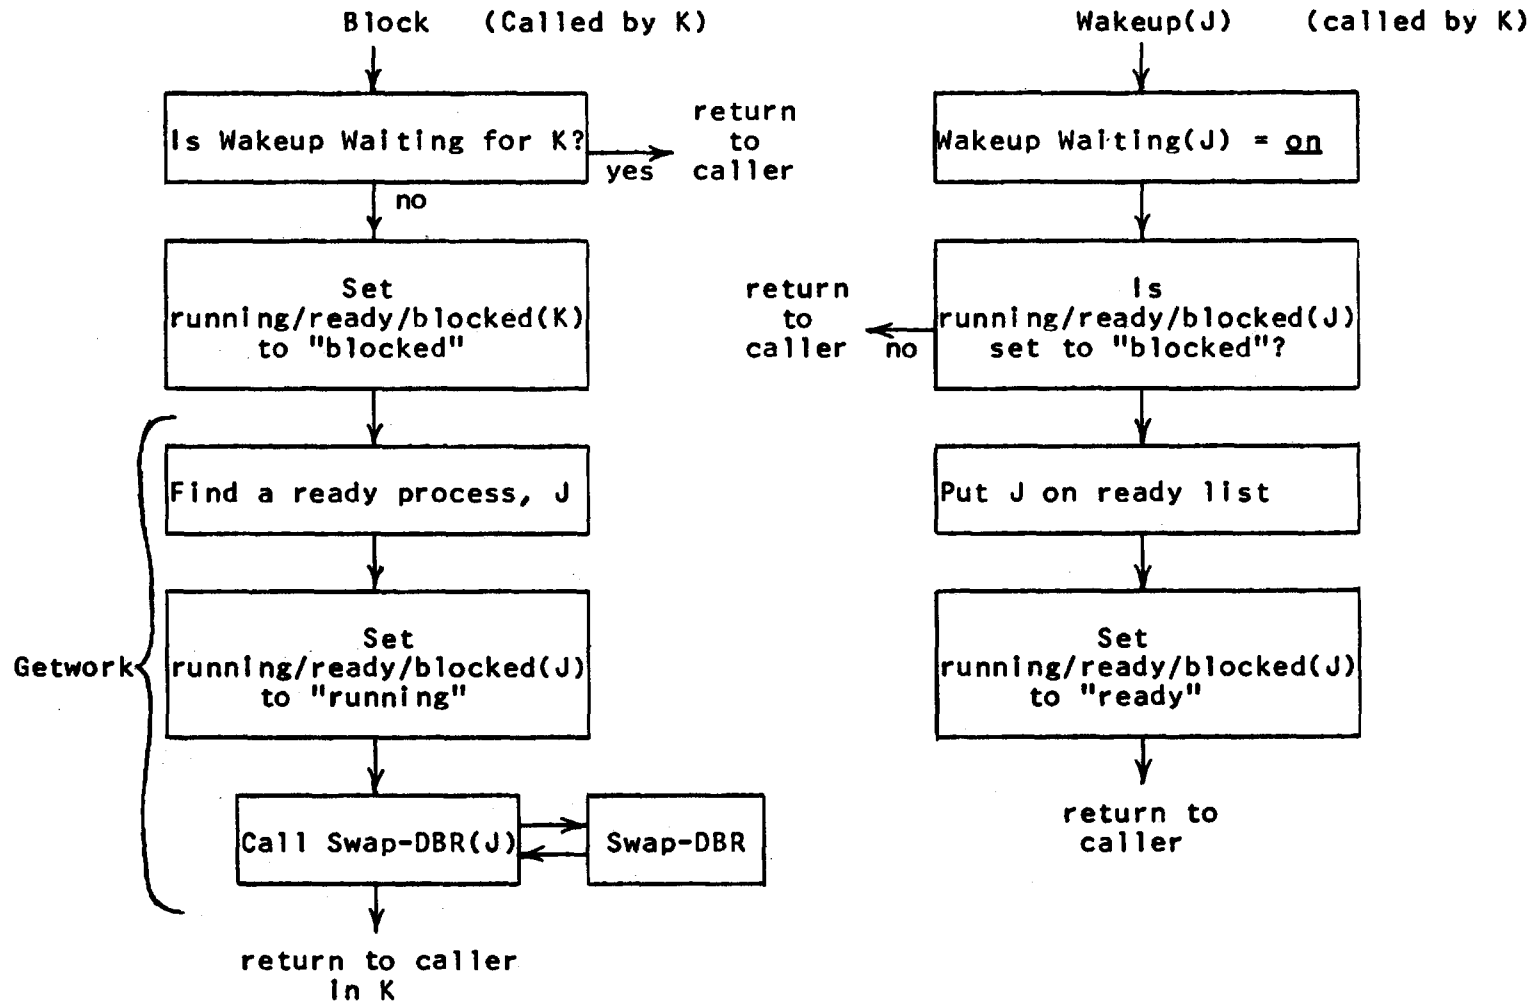 Block (Called by K)
Is Wakeup Waiting for K?
yes
return
to
caller
no
Set
running/ready/blocked(K)
to "blocked"
Getwork
Find a ready process, J
Set
running/ready/blocked(J)
to "running"
Call Swap-DBR(J)
Swap-DBR
return to caller
in K
Wakeup(J) (called by K)
Wakeup Waiting(J) = on
Is
running/ready/blocked(J)
set to "blocked"?
no
return
to
caller
Put J on ready list
Set
running/ready/blocked(J)
to "ready"
return to
caller